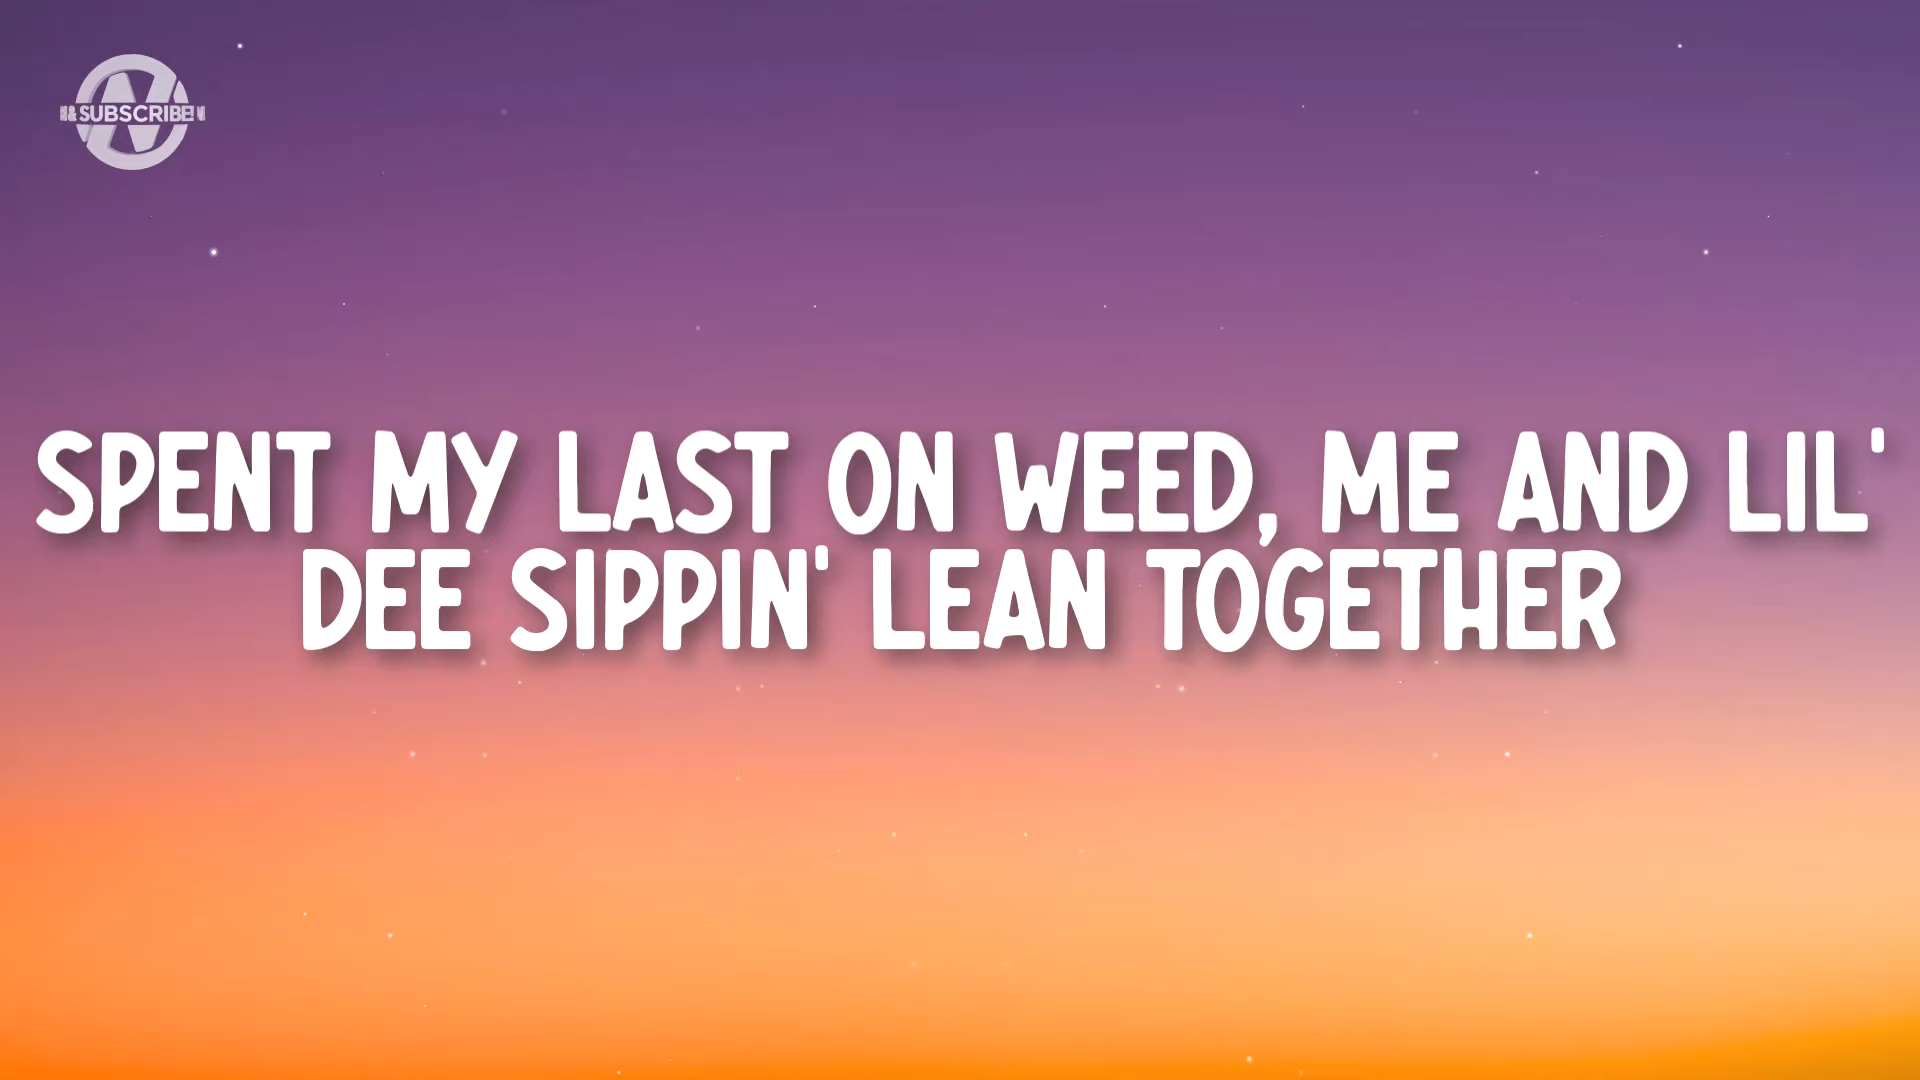 SUBSCRIBE!
SPENT MY LAST ON WEED, ME AND LIL'
DEE SIPPIN' LEAN TOGETHER